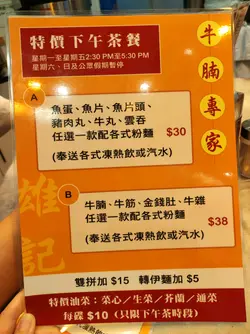 特價下午茶餐
星期一至星期五2:30 PM至5:30 PM
星期六、日及公眾假期暫停
牛腩專家
A
魚蛋、魚片、魚片頭、
豬肉丸、牛丸、雲吞
任選一款配各式粉麵 $30
(奉送各式凍熱飲或汽水)
B
牛腩、牛筋、金錢肚、牛雜
任選一款配各式粉麵 $38
(奉送各式凍熱飲或汽水)
雄記
雙拼加 $15 轉伊麵加 $5
特價油菜：菜心／生菜／芥蘭／通菜
每碟 $10 (只限下午茶時段)